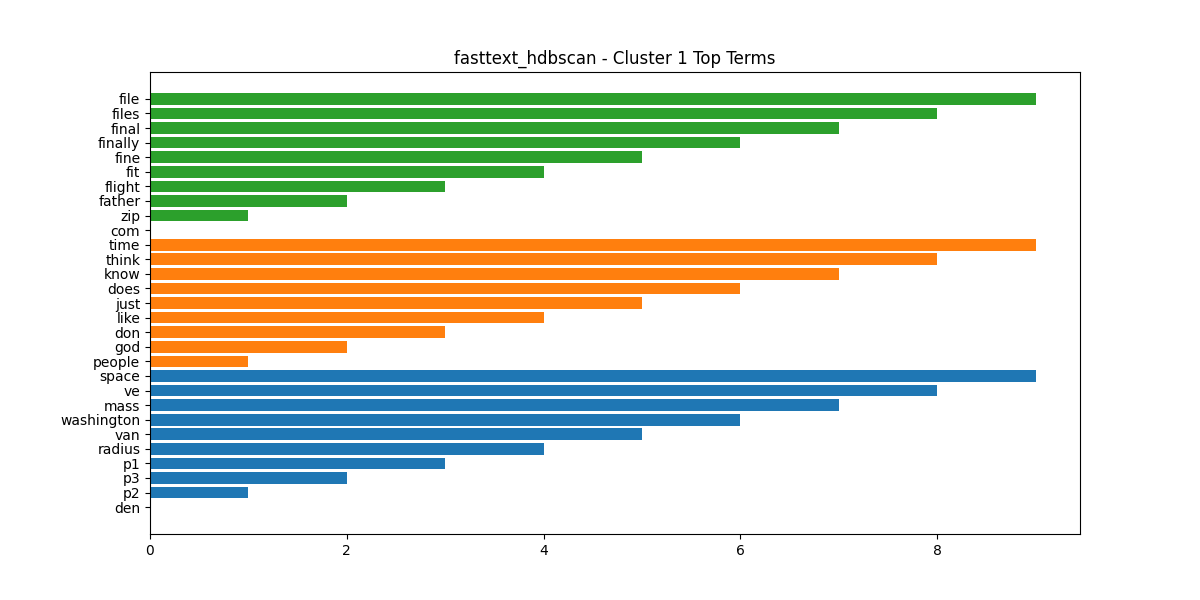 fasttext_hdbscan - Cluster 1 Top Terms
file
files
final
finally
fine
fit
flight
father
zip
com
time
think
know
does
just
like
don
god
people
space
ve
mass
washington
van
radius
p1
p3
p2
den
0 2 4 6 8